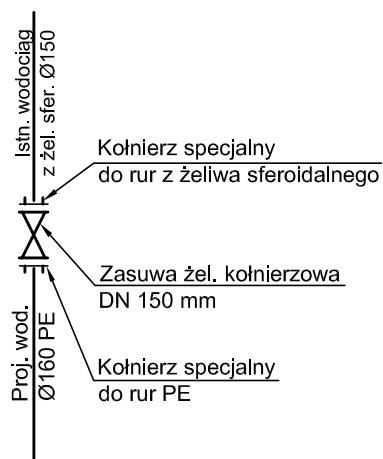 Istn. wodociąg
z żel. sfer. Ø150
Kołnierz specjalny
do rur z żeliwa sferoidalnego
Zasuwa żel. kołnierzowa
DN 150 mm
Proj. wod.
Ø160 PE
Kołnierz specjalny
do rur PE